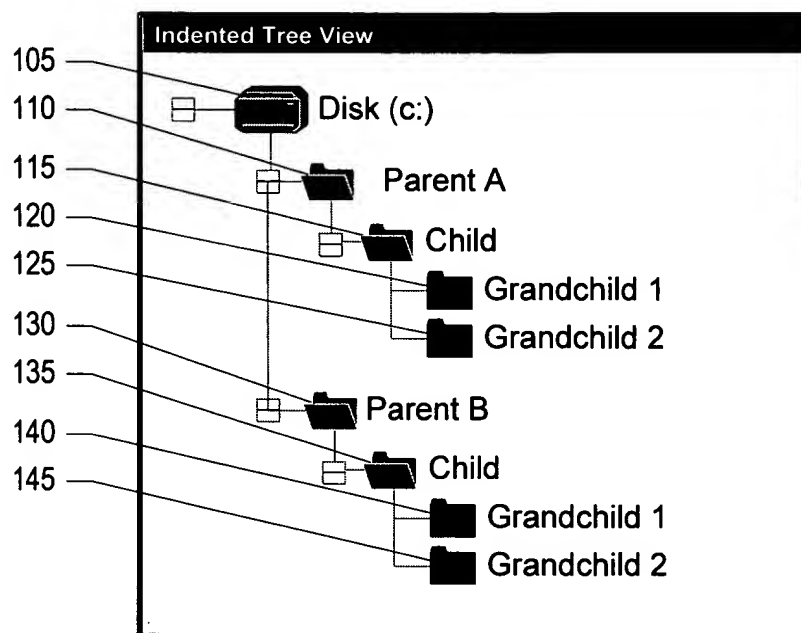 Indented Tree View
105
Disk (c:)
110
Parent A
115
Child
120
Grandchild 1
125
Grandchild 2
130
Parent B
135
Child
140
Grandchild 1
145
Grandchild 2